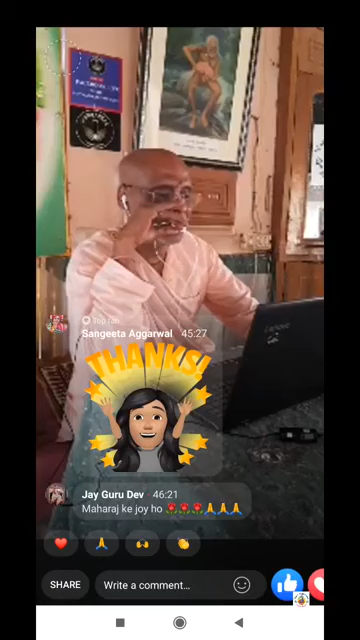 lenovo
Top fan
Sangeeta Aggarwal · 45:27
THANKS!
Jay Guru Dev · 46:21
Maharaj ke joy ho 🌹🌹🌹🙏🙏🙏
SHARE
Write a comment…